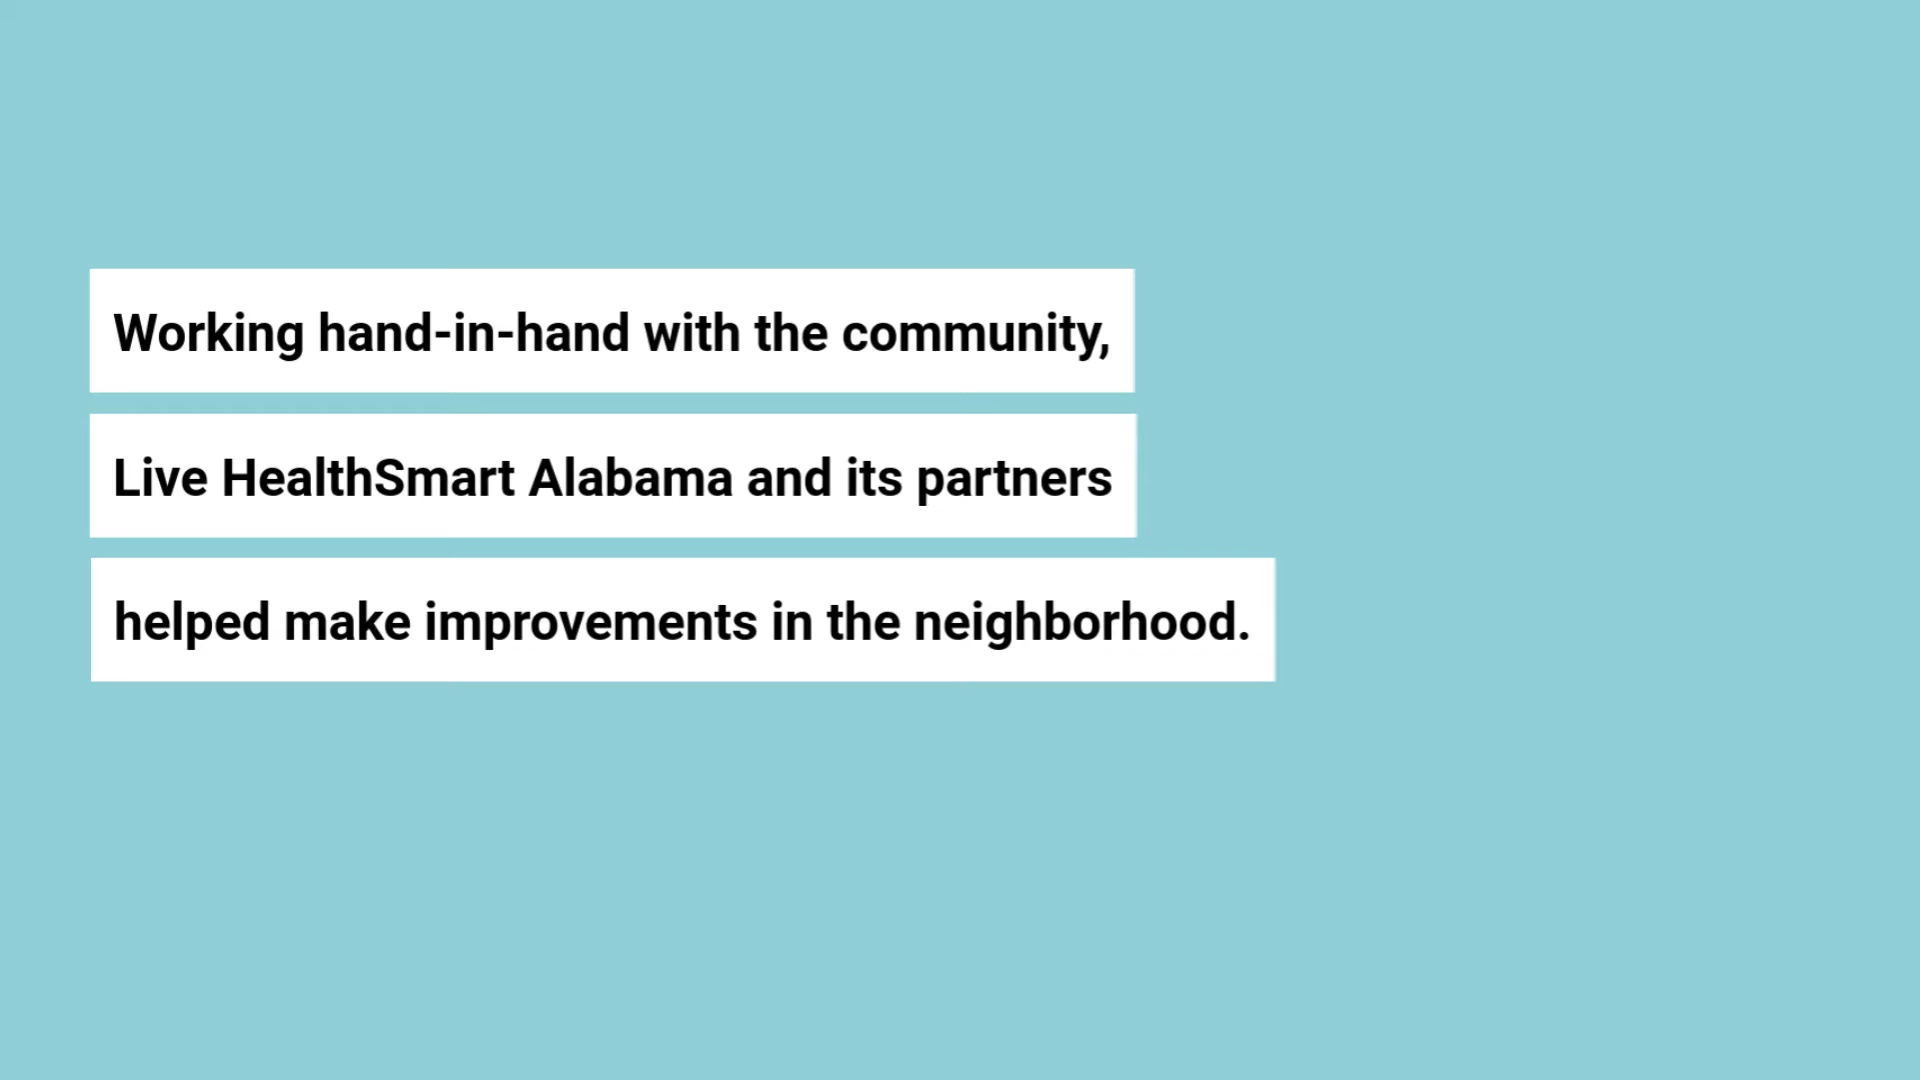 Working hand-in-hand with the community,
Live HealthSmart Alabama and its partners
helped make improvements in the neighborhood.